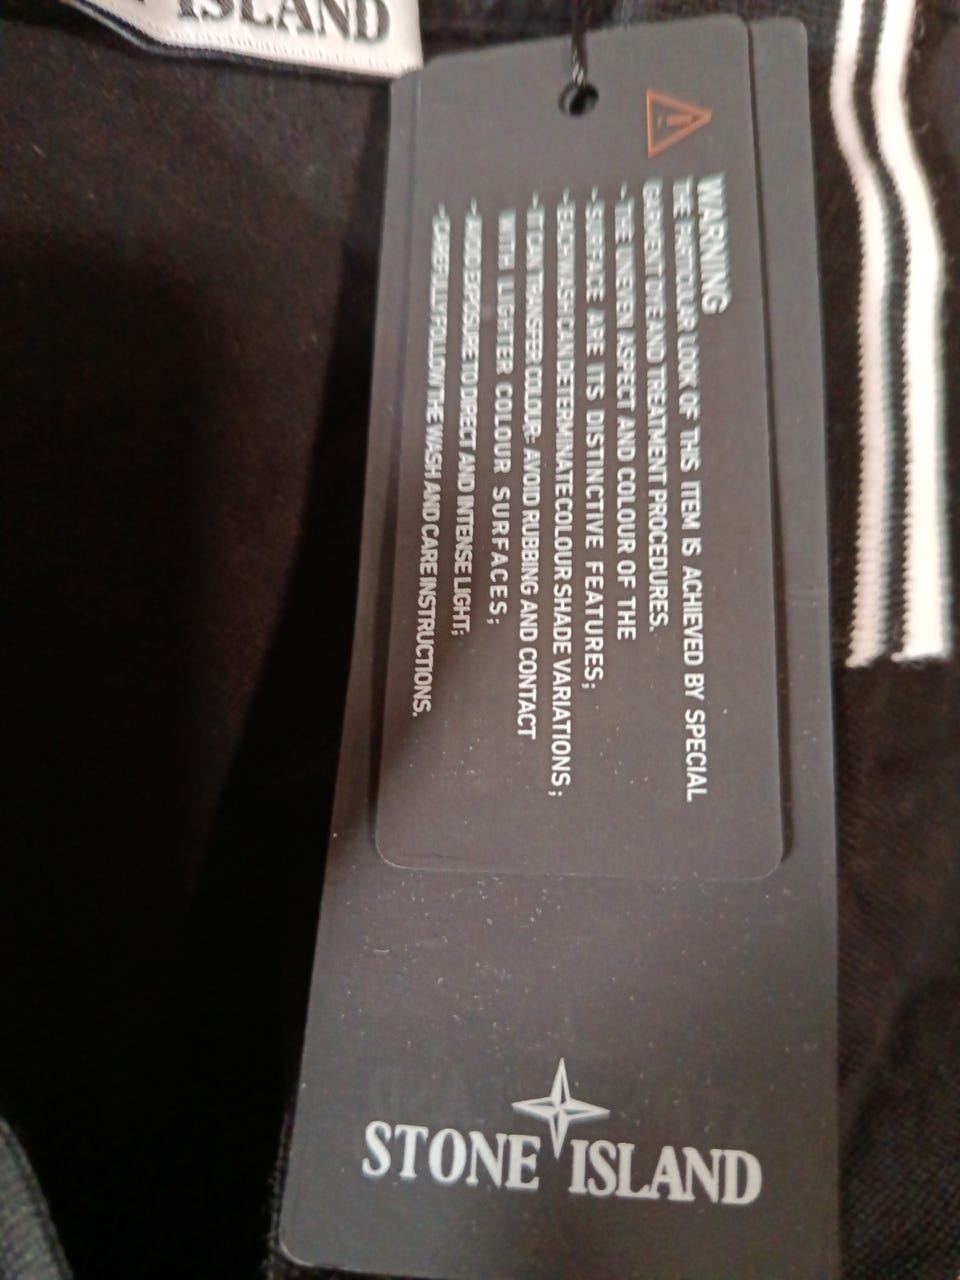 ISLAND
WARNING
THE PARTICULAR LOOK OF THIS ITEM IS ACHIEVED BY SPECIAL
GARMENT DYE AND TREATMENT PROCEDURES.
- THE UNEVEN ASPECT AND COLOUR OF THE
SURFACE ARE ITS DISTINCTIVE FEATURES;
- EACH WASH CAN DETERMINATE COLOUR SHADE VARIATIONS;
- IT CAN TRANSFER COLOUR: AVOID RUBBING AND CONTACT
WITH LIGHTER COLOUR SURFACES;
- AVOID EXPOSURE TO DIRECT AND INTENSE LIGHT;
- CAREFULLY FOLLOW THE WASH AND CARE INSTRUCTIONS.
STONE ISLAND